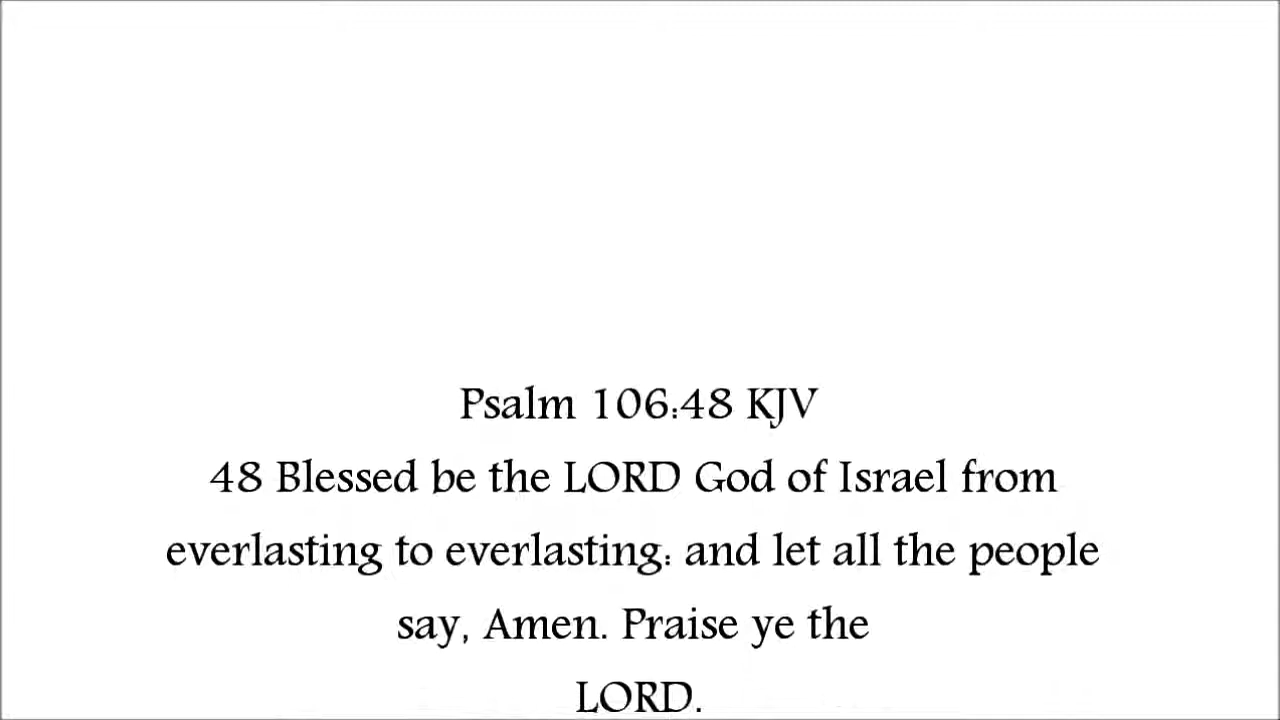 Psalm 106:48 KJV
48 Blessed be the LORD God of Israel from
everlasting to everlasting: and let all the people
say, Amen. Praise ye the
LORD.